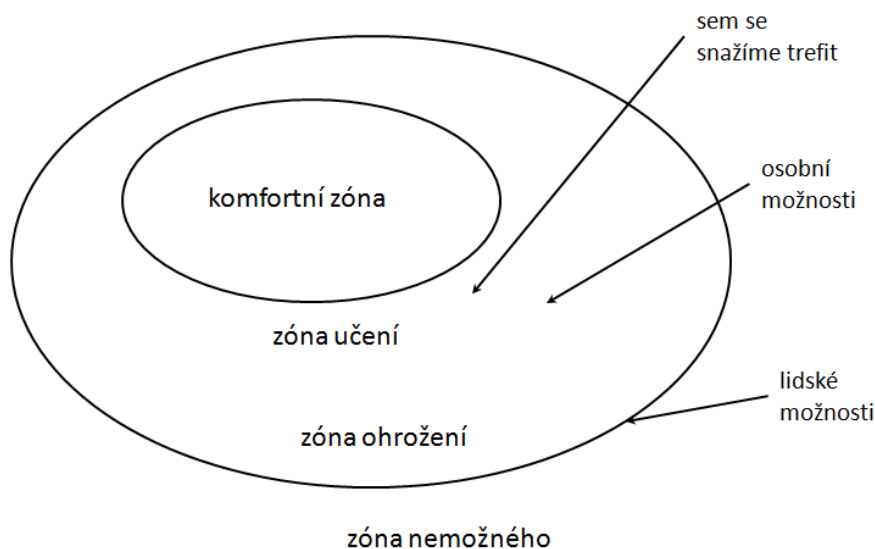 sem se
snažíme trefit
osobní
možnosti
komfortní zóna
zóna učení
lidské
možnosti
zóna ohrožení
zóna nemožného